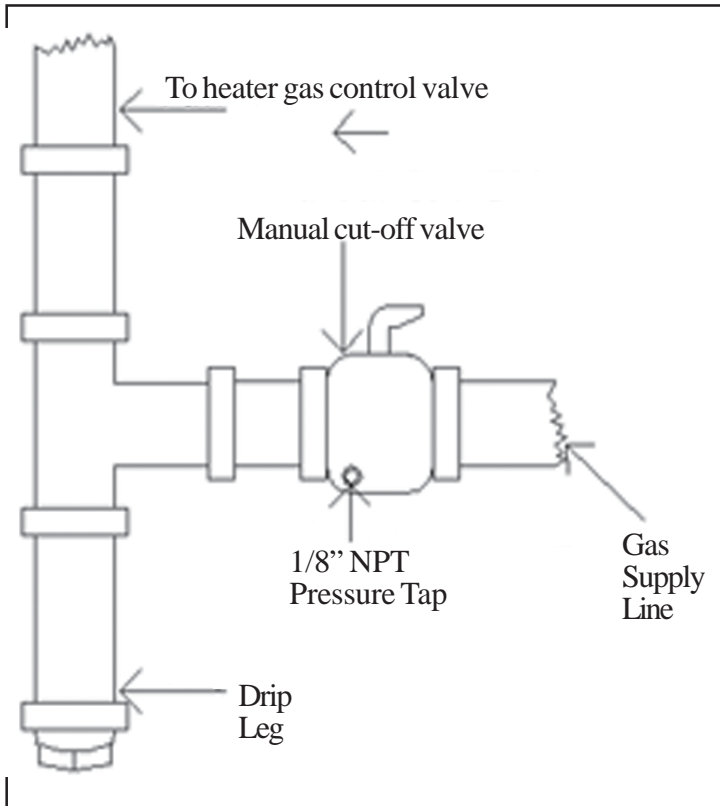 To heater gas control valve
Manual cut-off valve
1/8” NPT
Pressure Tap
Gas
Supply
Line
Drip
Leg